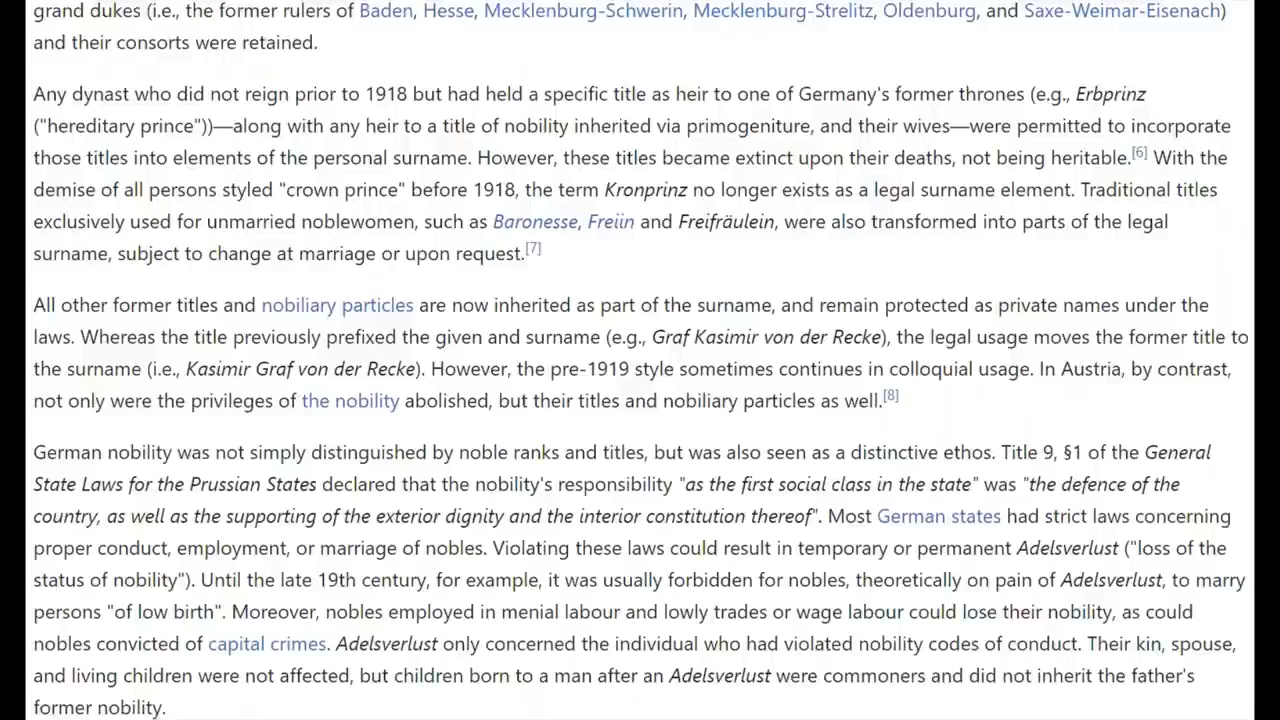 grand dukes (i.e., the former rulers of Baden, Hesse, Mecklenburg-Schwerin, Mecklenburg-Strelitz, Oldenburg, and Saxe-Weimar-Eisenach)
and their consorts were retained.
Any dynast who did not reign prior to 1918 but had held a specific title as heir to one of Germany's former thrones (e.g., Erbprinz
("hereditary prince"))—along with any heir to a title of nobility inherited via primogeniture, and their wives—were permitted to incorporate
those titles into elements of the personal surname. However, these titles became extinct upon their deaths, not being heritable.[6] With the
demise of all persons styled "crown prince" before 1918, the term Kronprinz no longer exists as a legal surname element. Traditional titles
exclusively used for unmarried noblewomen, such as Baronesse, Freiin and Freifräulein, were also transformed into parts of the legal
surname, subject to change at marriage or upon request.[7]
All other former titles and nobiliary particles are now inherited as part of the surname, and remain protected as private names under the
laws. Whereas the title previously prefixed the given and surname (e.g., Graf Kasimir von der Recke), the legal usage moves the former title to
the surname (i.e., Kasimir Graf von der Recke). However, the pre-1919 style sometimes continues in colloquial usage. In Austria, by contrast,
not only were the privileges of the nobility abolished, but their titles and nobiliary particles as well.[8]
German nobility was not simply distinguished by noble ranks and titles, but was also seen as a distinctive ethos. Title 9, §1 of the General
State Laws for the Prussian States declared that the nobility's responsibility "as the first social class in the state" was "the defence of the
country, as well as the supporting of the exterior dignity and the interior constitution thereof". Most German states had strict laws concerning
proper conduct, employment, or marriage of nobles. Violating these laws could result in temporary or permanent Adelsverlust ("loss of the
status of nobility"). Until the late 19th century, for example, it was usually forbidden for nobles, theoretically on pain of Adelsverlust, to marry
persons "of low birth". Moreover, nobles employed in menial labour and lowly trades or wage labour could lose their nobility, as could
nobles convicted of capital crimes. Adelsverlust only concerned the individual who had violated nobility codes of conduct. Their kin, spouse,
and living children were not affected, but children born to a man after an Adelsverlust were commoners and did not inherit the father's
former nobility.